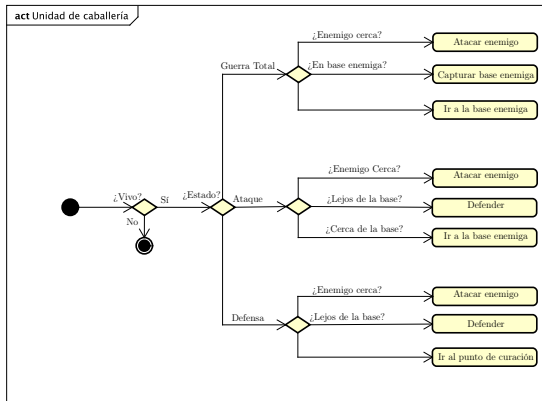 act Unidad de caballería
¿Enemigo cerca?
Atacar enemigo
Guerra Total
¿En base enemiga?
Capturar base enemiga
Ir a la base enemiga
¿Vivo?
Sí
No
¿Estado?
Ataque
¿Enemigo Cerca?
Atacar enemigo
¿Lejos de la base?
Defender
¿Cerca de la base?
Ir a la base enemiga
Defensa
¿Enemigo cerca?
Atacar enemigo
¿Lejos de la base?
Defender
Ir al punto de curación